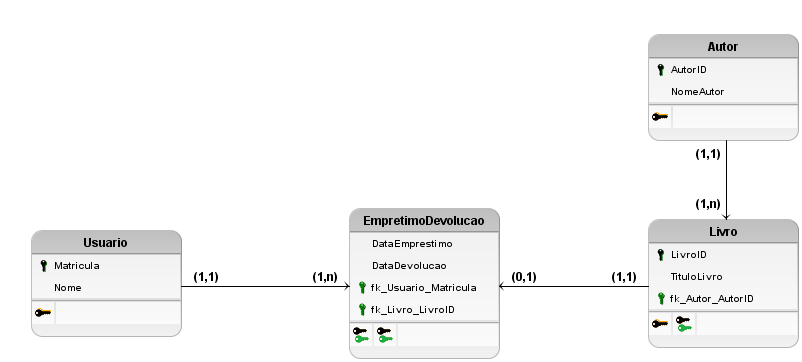 Autor
AutorID
NomeAutor
(1,1)
(1,n)
Livro
LivroID
TituloLivro
fk_Autor_AutorID
EmpretimoDevolucao
DataEmprestimo
DataDevolucao
fk_Usuario_Matricula
fk_Livro_LivroID
Usuario
Matricula
Nome
(1,1)
(1,n)
(0,1)
(1,1)